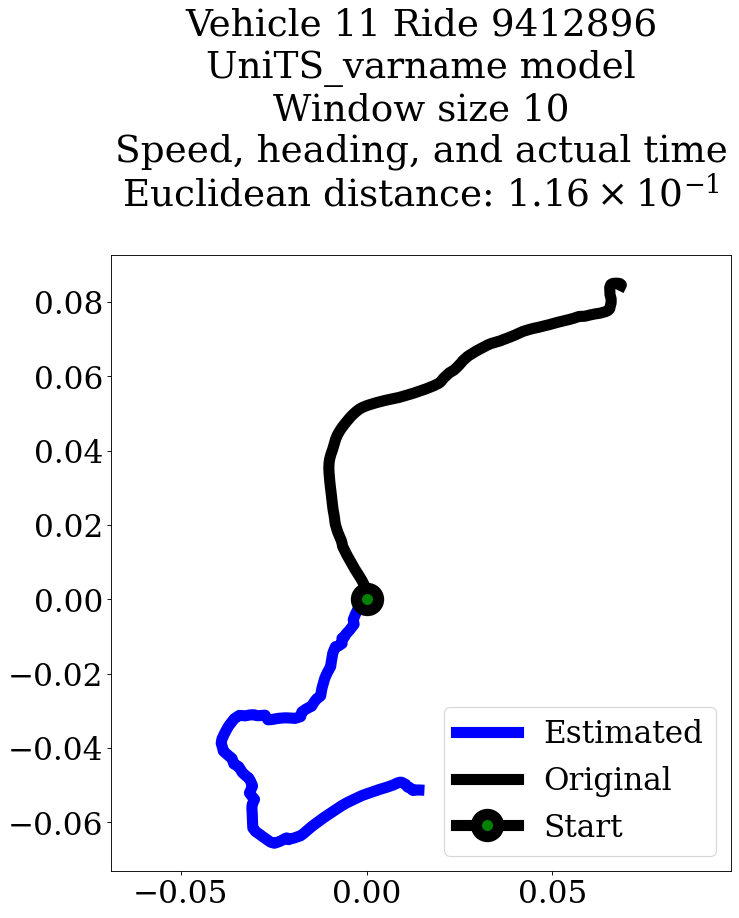 Vehicle 11 Ride 9412896
UniTS_varname model
Window size 10
Speed, heading, and actual time
Euclidean distance: 1.16 × 10⁻¹
0.08
0.06
0.04
0.02
0.00
−0.02
−0.04
−0.06
−0.05
0.00
0.05
Estimated
Original
Start